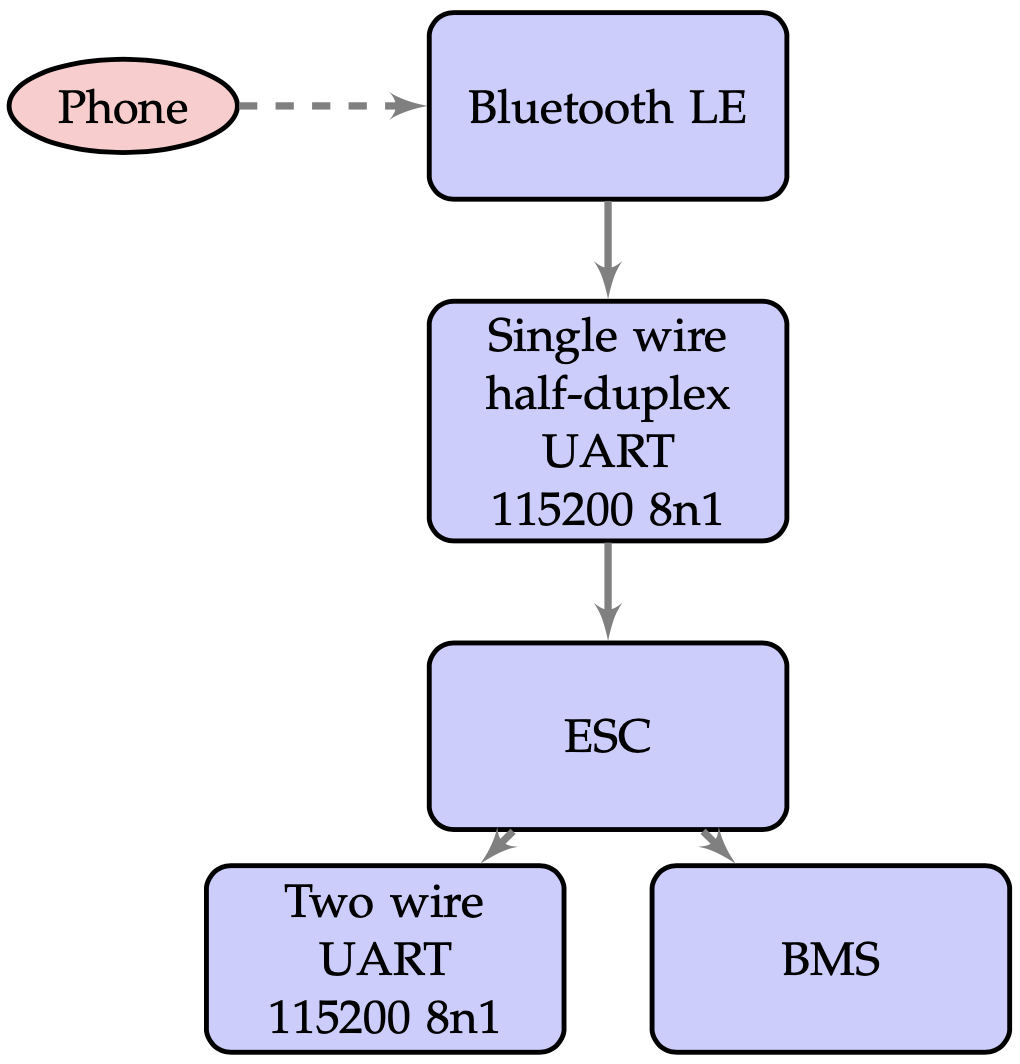 Phone
Bluetooth LE
Single wire
half-duplex
UART
115200 8n1
ESC
Two wire
UART
115200 8n1
BMS